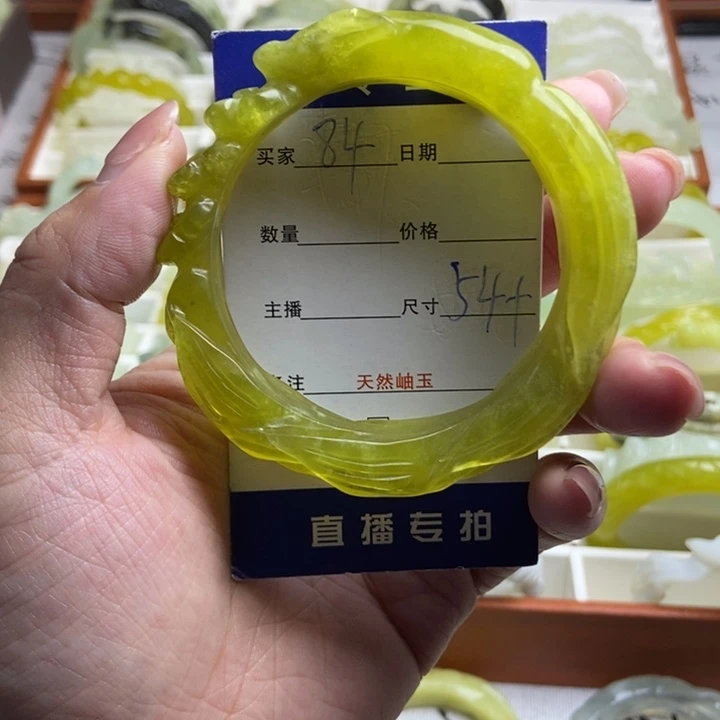 买家 84 日期
数量 价格
主播 尺寸 54+
注 天然岫玉
直播专拍